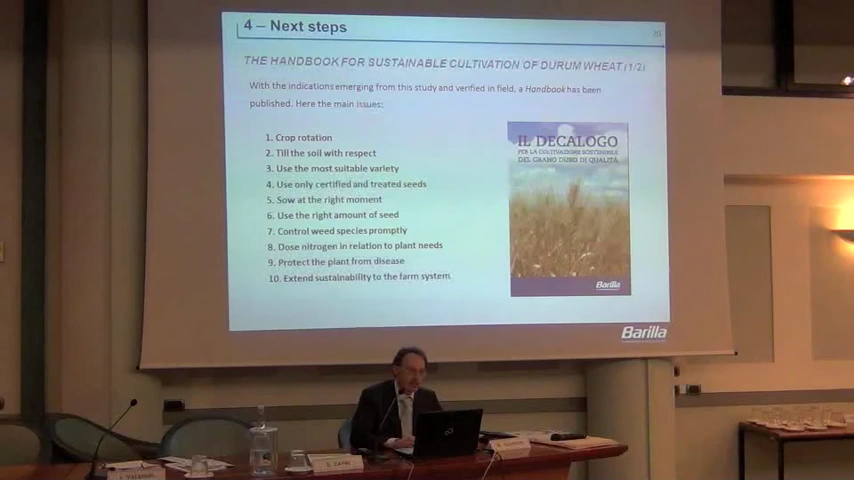 4 – Next steps
THE HANDBOOK FOR SUSTAINABLE CULTIVATION OF DURUM WHEAT (1/2)
With the indications emerging from this study and verified in field, a Handbook has been
published. Here the main issues:
1. Crop rotation
2. Till the soil with respect
3. Use the most suitable variety
4. Use only certified and treated seeds
5. Sow at the right moment
6. Use the right amount of seed
7. Control weed species promptly
8. Dose nitrogen in relation to plant needs
9. Protect the plant from disease
10. Extend sustainability to the farm system
IL DECALOGO
PER LA COLTIVAZIONE SOSTENIBILE
DEL GRANO DURO DI QUALITÀ
Barilla
Barilla